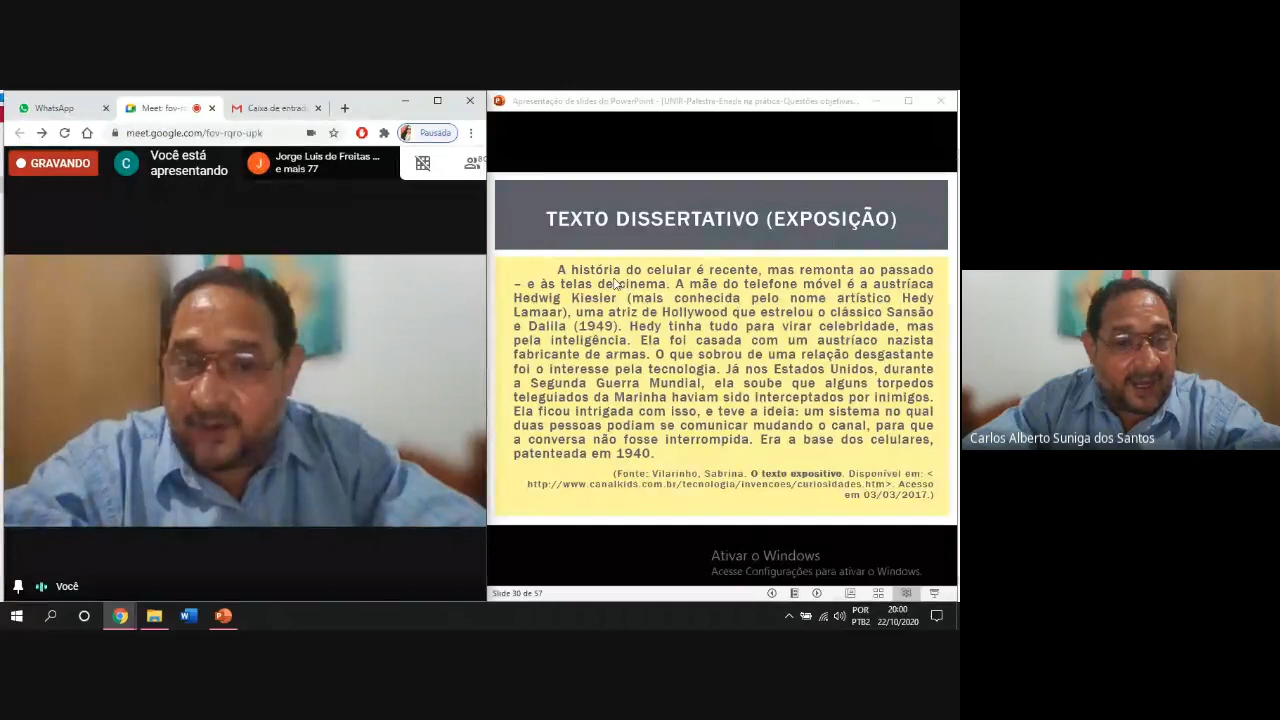 WhatsApp
Meet: fov-rq
Caixa de entrad
Apresentação de slides do PowerPoint - [UNIR-Palestra-Enade na prática-Questões objetivas...
meet.google.com/fov-rqro-upk
Pausada
GRAVANDO
C
Você está
apresentando
J
Jorge Luis de Freitas ...
e mais 77
TEXTO DISSERTATIVO (EXPOSIÇÃO)
A história do celular é recente, mas remonta ao passado
– e às telas de cinema. A mãe do telefone móvel é a austríaca
Hedwig Kiesler (mais conhecida pelo nome artístico Hedy
Lamaar), uma atriz de Hollywood que estrelou o clássico Sansão
e Dalila (1949). Hedy tinha tudo para virar celebridade, mas
pela inteligência. Ela foi casada com um austríaco nazista
fabricante de armas. O que sobrou de uma relação desgastante
foi o interesse pela tecnologia. Já nos Estados Unidos, durante
a Segunda Guerra Mundial, ela soube que alguns torpedos
teleguiados da Marinha haviam sido interceptados por inimigos.
Ela ficou intrigada com isso, e teve a ideia: um sistema no qual
duas pessoas podiam se comunicar mudando o canal, para que
a conversa não fosse interrompida. Era a base dos celulares,
patenteada em 1940.
(Fonte: Vilarinho, Sabrina. O texto expositivo. Disponível em: <
http://www.canalkids.com.br/tecnologia/invencoes/curiosidades.htm>. Acesso
em 03/03/2017.)
Carlos Alberto Suniga dos Santos
Ativar o Windows
Acesse Configurações para ativar o Windows.
Você
Slide 30 de 57
POR
PTB2
20:00
22/10/2020